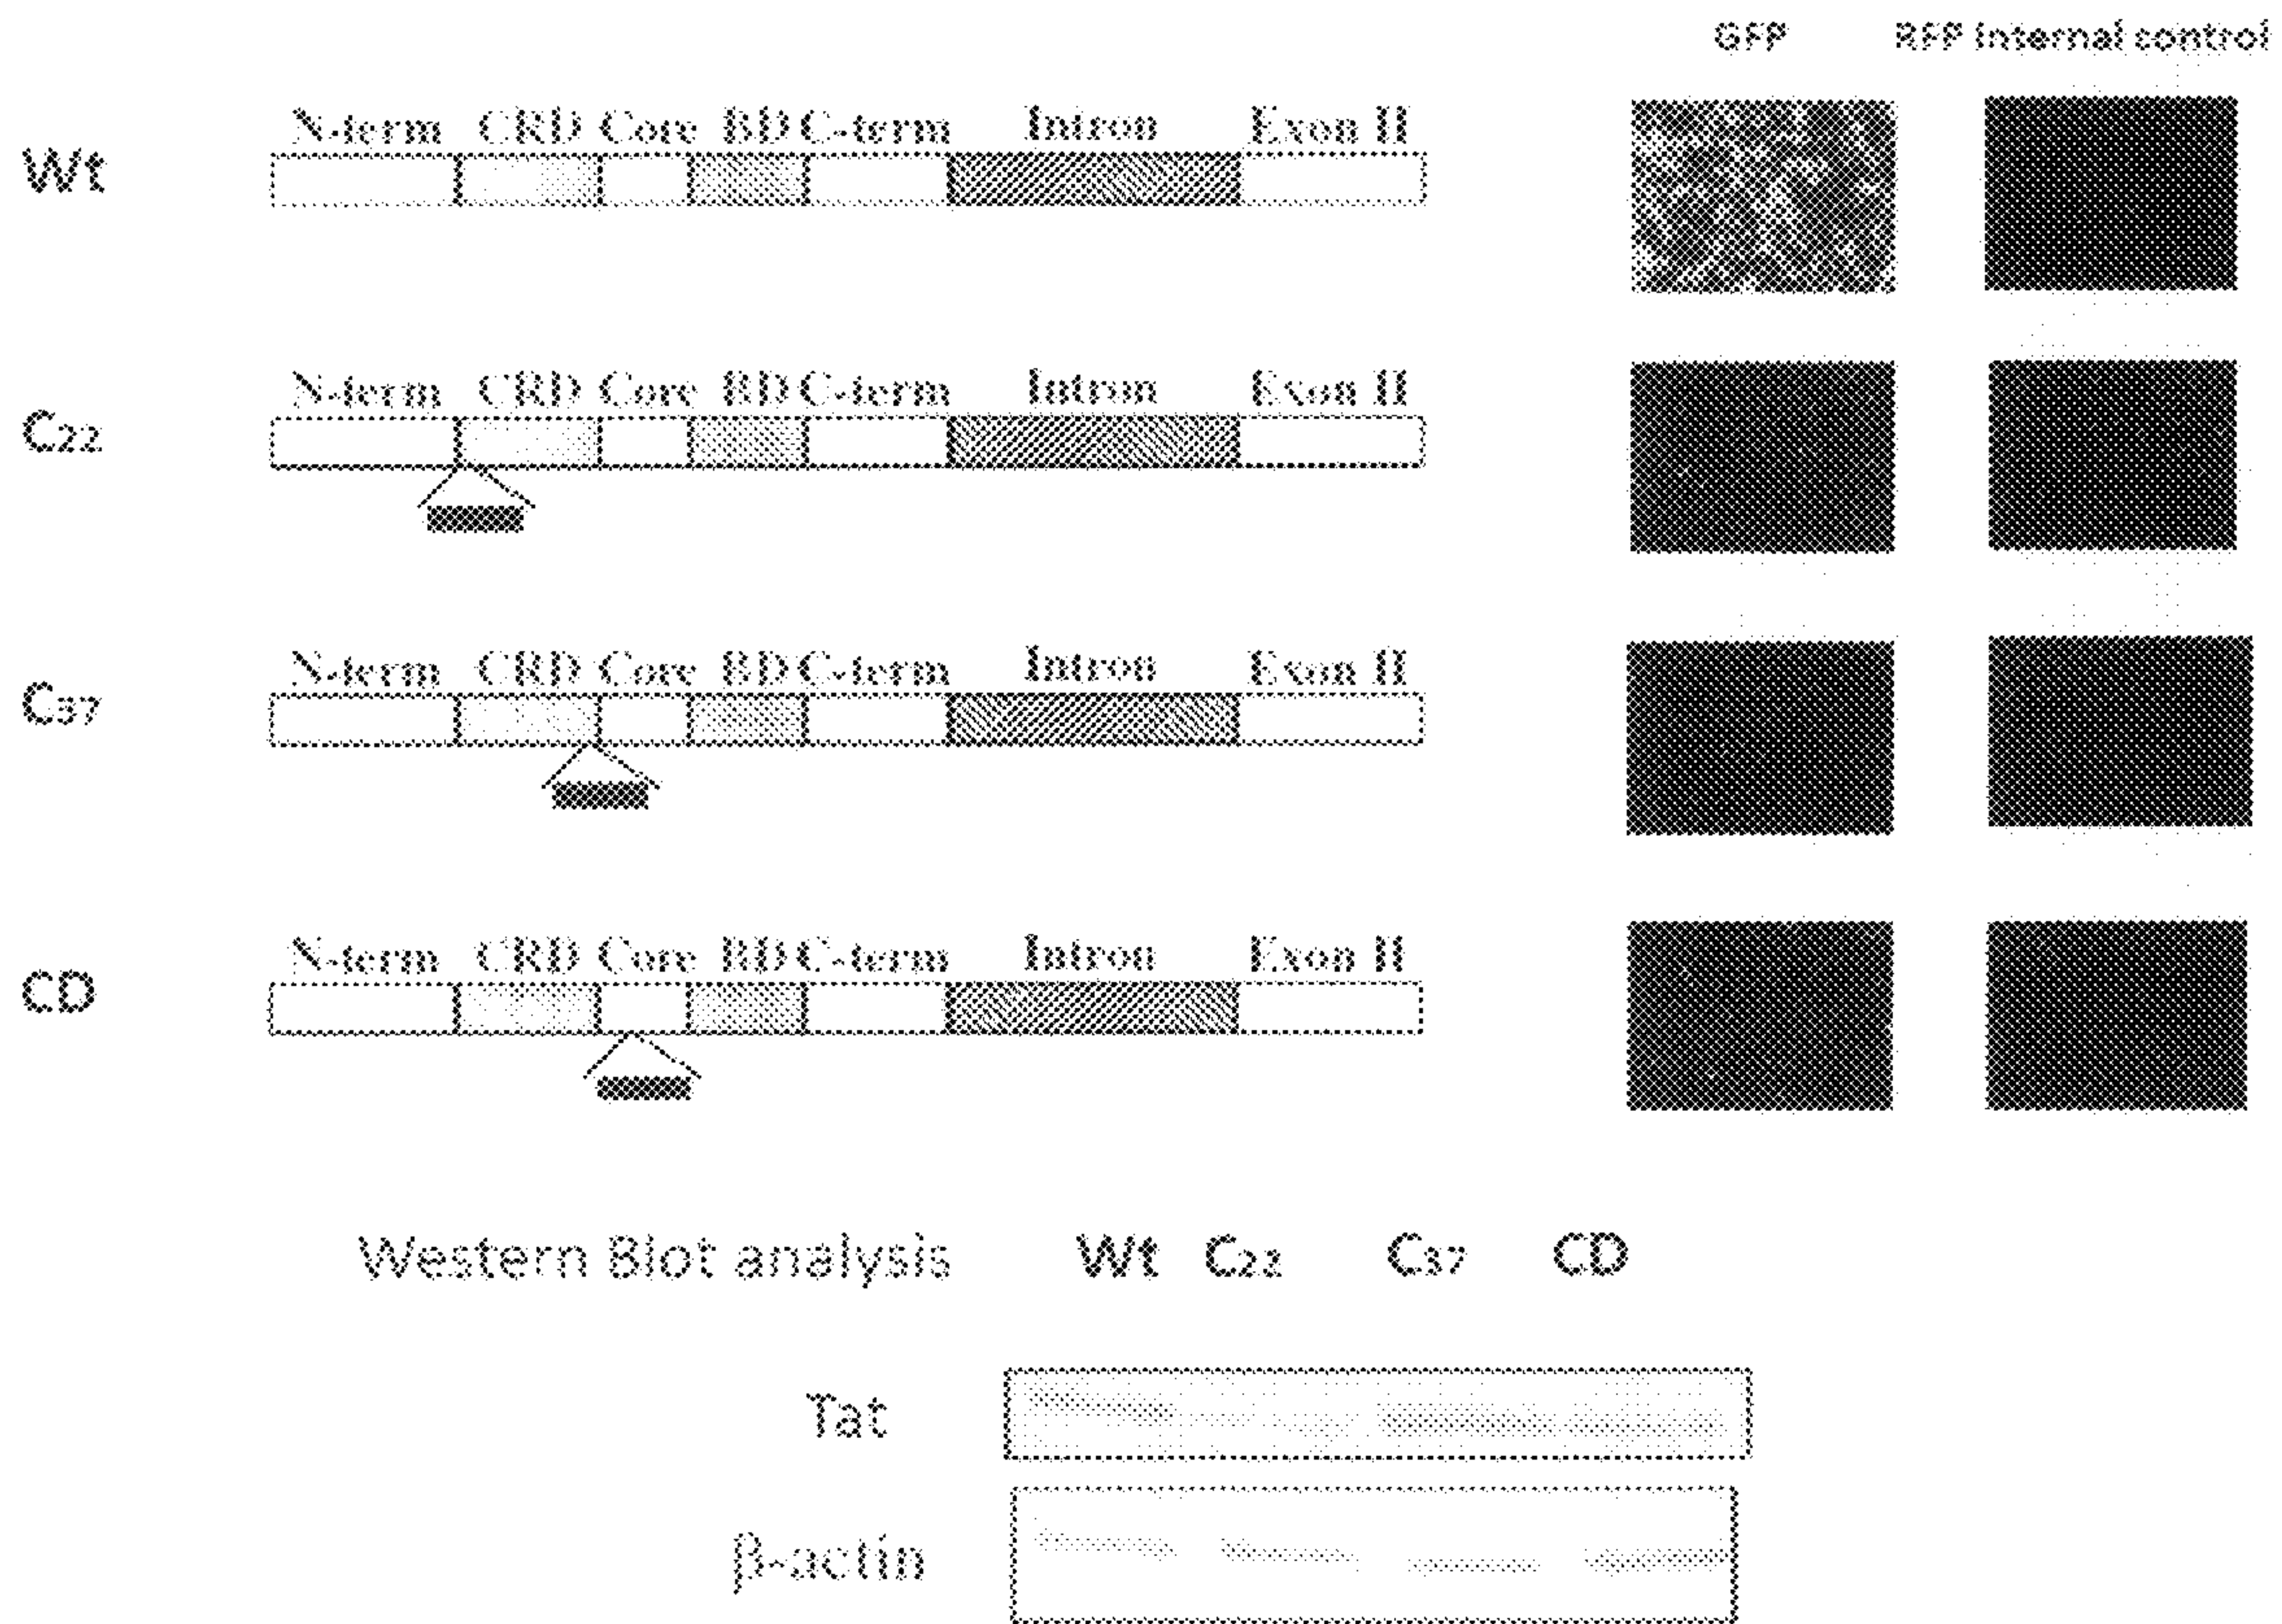 GFP RFP Internal control
Wt N-term CRD Core BD C-term Intron Exon II
C22 N-term CRD Core BD C-term Intron Exon II
C37 N-term CRD Core BD C-term Intron Exon II
CD N-term CRD Core BD C-term Intron Exon II
Western Blot analysis Wt C22 C37 CD
Tat
β-actin